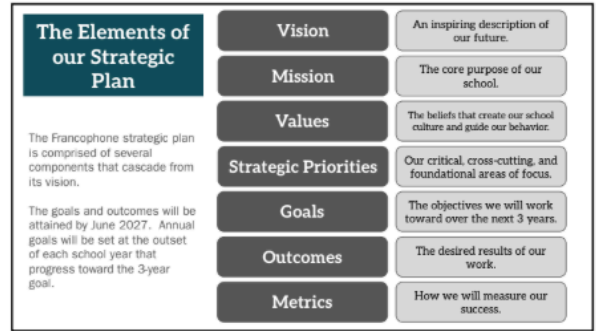 The Elements of
our Strategic
Plan
The Francophone strategic plan
is comprised of several
components that cascade from
its vision.
The goals and outcomes will be
attained by June 2027.  Annual
goals will be set at the outset
of each school year that
progress toward the 3-year
goal.
Vision
An inspiring description of
our future.
Mission
The core purpose of our
school.
Values
The beliefs that create our school
culture and guide our behavior.
Strategic Priorities
Our critical, cross-cutting, and
foundational areas of focus.
Goals
The objectives we will work
toward over the next 3 years.
Outcomes
The desired results of our
work.
Metrics
How we will measure our
success.